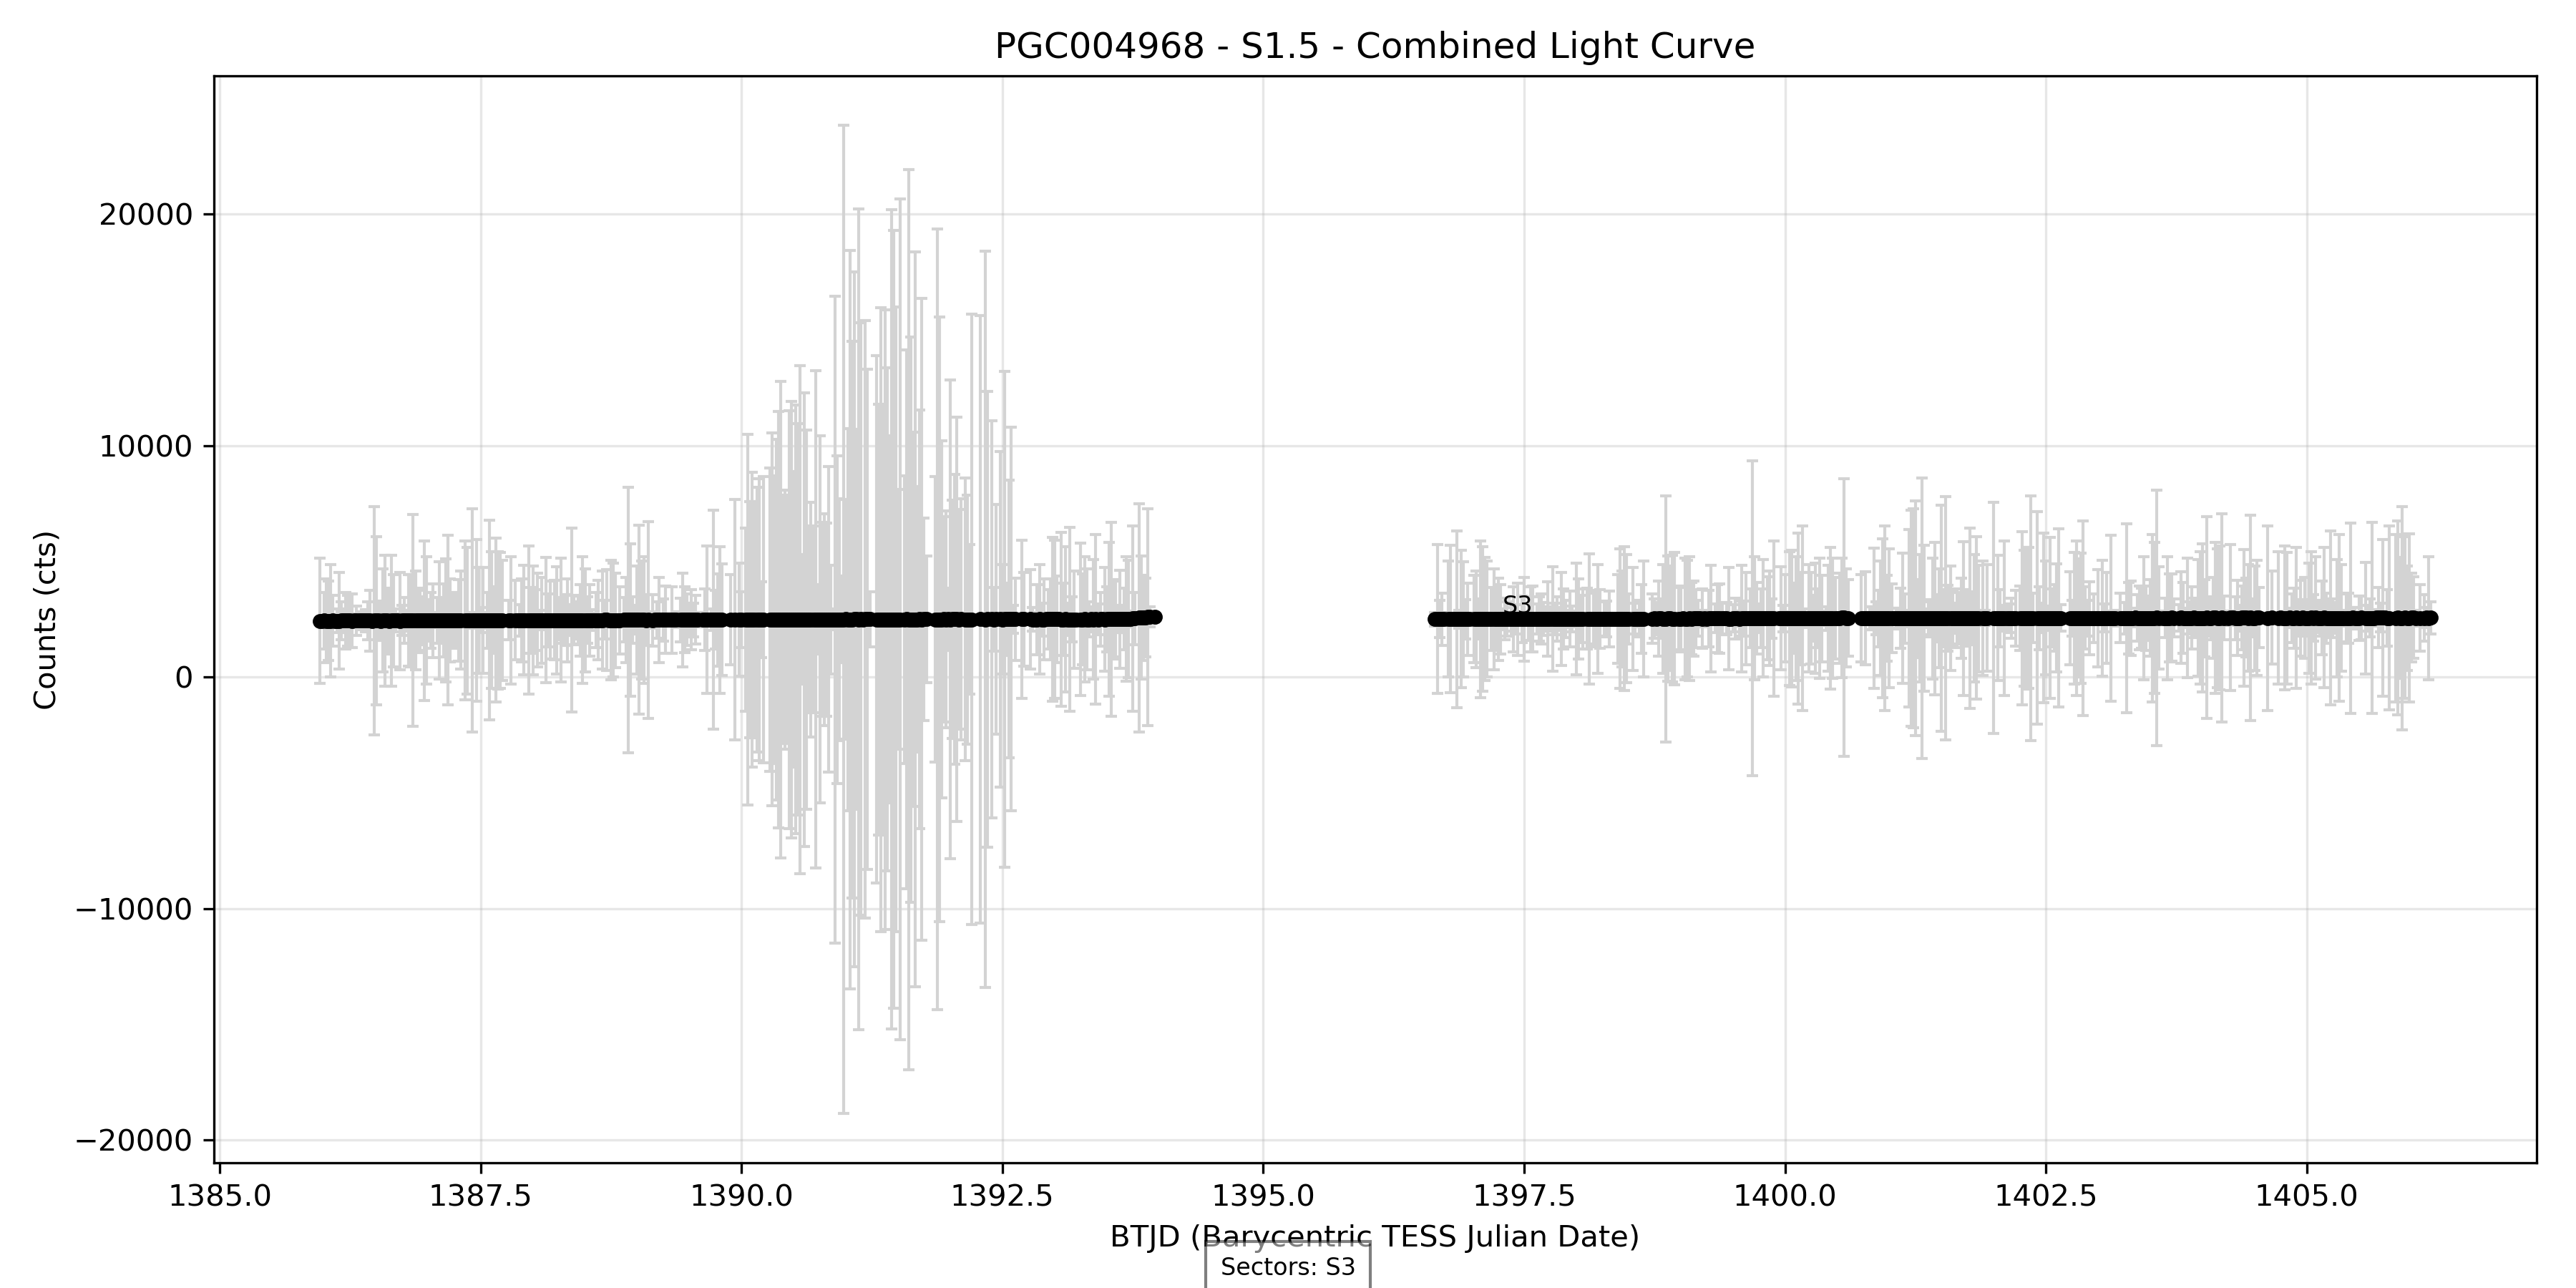 PGC004968 - S1.5 - Combined Light Curve
Counts (cts)
20000
10000
0
−10000
−20000
S3
1385.0 1387.5 1390.0 1392.5 1395.0 1397.5 1400.0 1402.5 1405.0
BTJD (Barycentric TESS Julian Date)
Sectors: S3